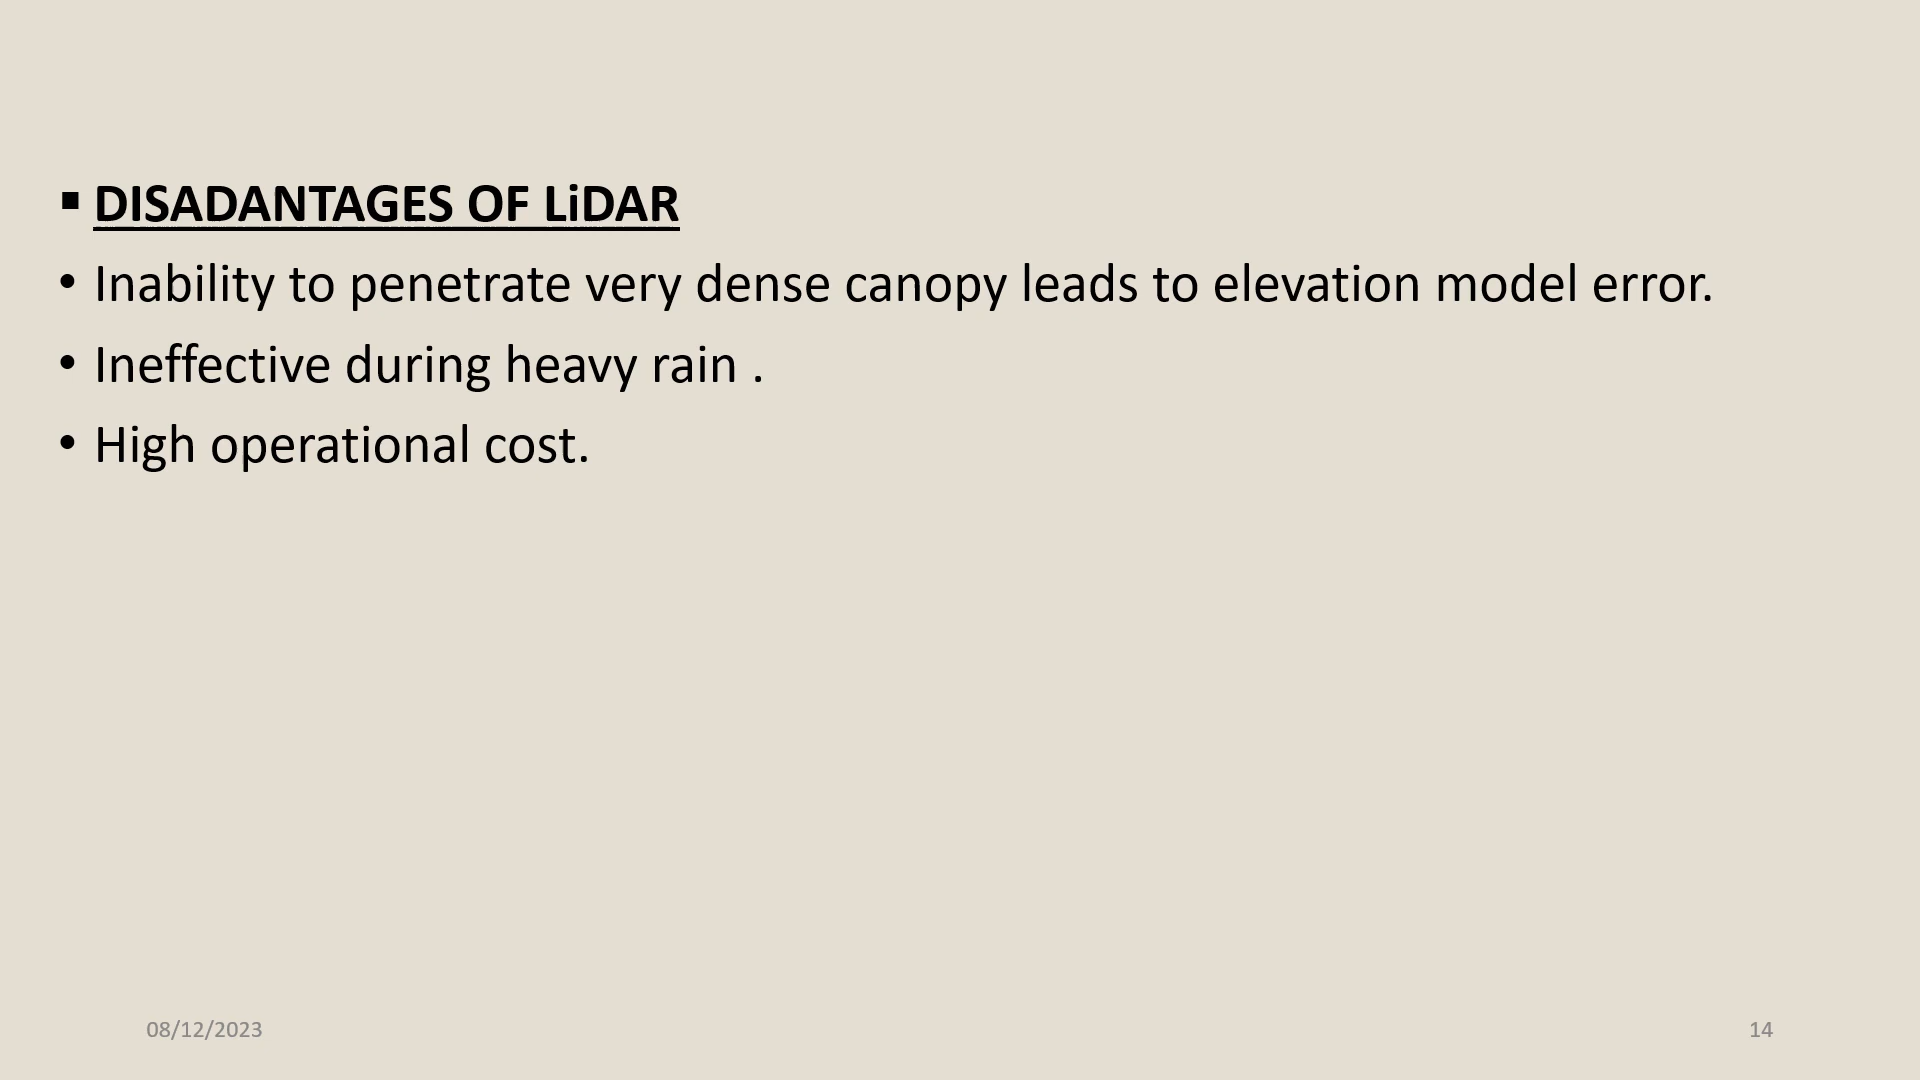 ▪ DISADANTAGES OF LiDAR
• Inability to penetrate very dense canopy leads to elevation model error.
• Ineffective during heavy rain .
• High operational cost.
08/12/2023
14